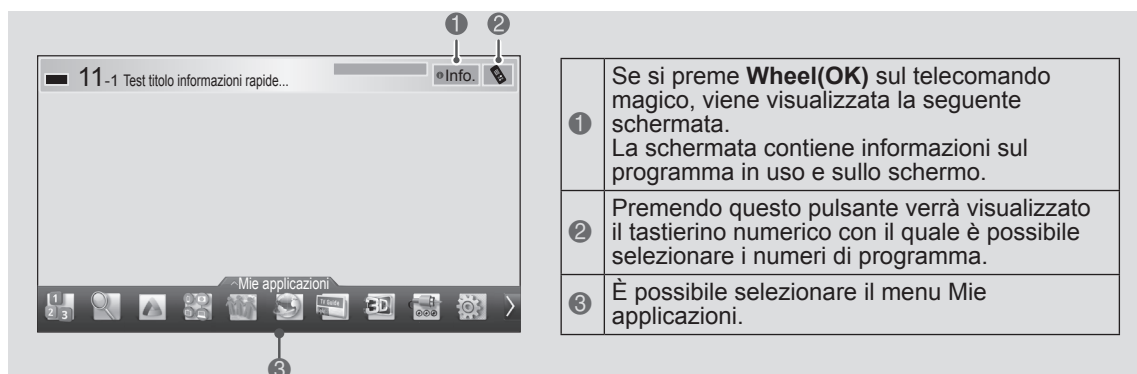 ❶ ❷
11-1 Test titolo informazioni rapide...
Info.
Mie applicazioni
1
2 3
TV Guide
3D
❸
❶
Se si preme Wheel(OK) sul telecomando
magico, viene visualizzata la seguente
schermata.
La schermata contiene informazioni sul
programma in uso e sullo schermo.
❷
Premendo questo pulsante verrà visualizzato
il tastierino numerico con il quale è possibile
selezionare i numeri di programma.
❸
È possibile selezionare il menu Mie
applicazioni.